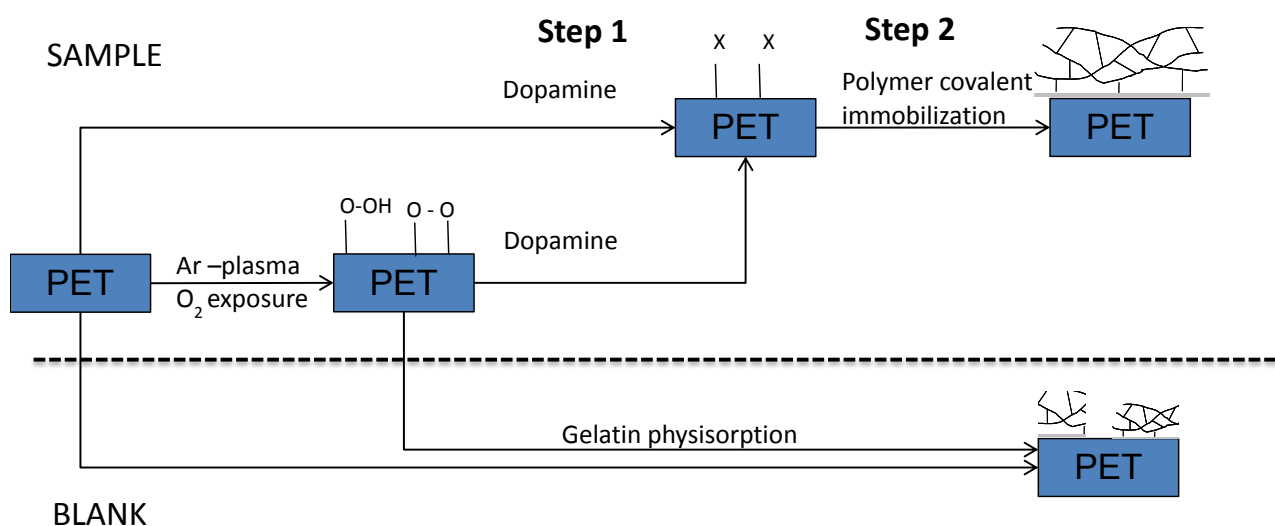 SAMPLE
Step 1
Step 2
X X
Dopamine
Polymer covalent
immobilization
PET
PET
O-OH O - O
Dopamine
PET
Ar –plasma
O2 exposure
PET
Gelatin physisorption
PET
BLANK